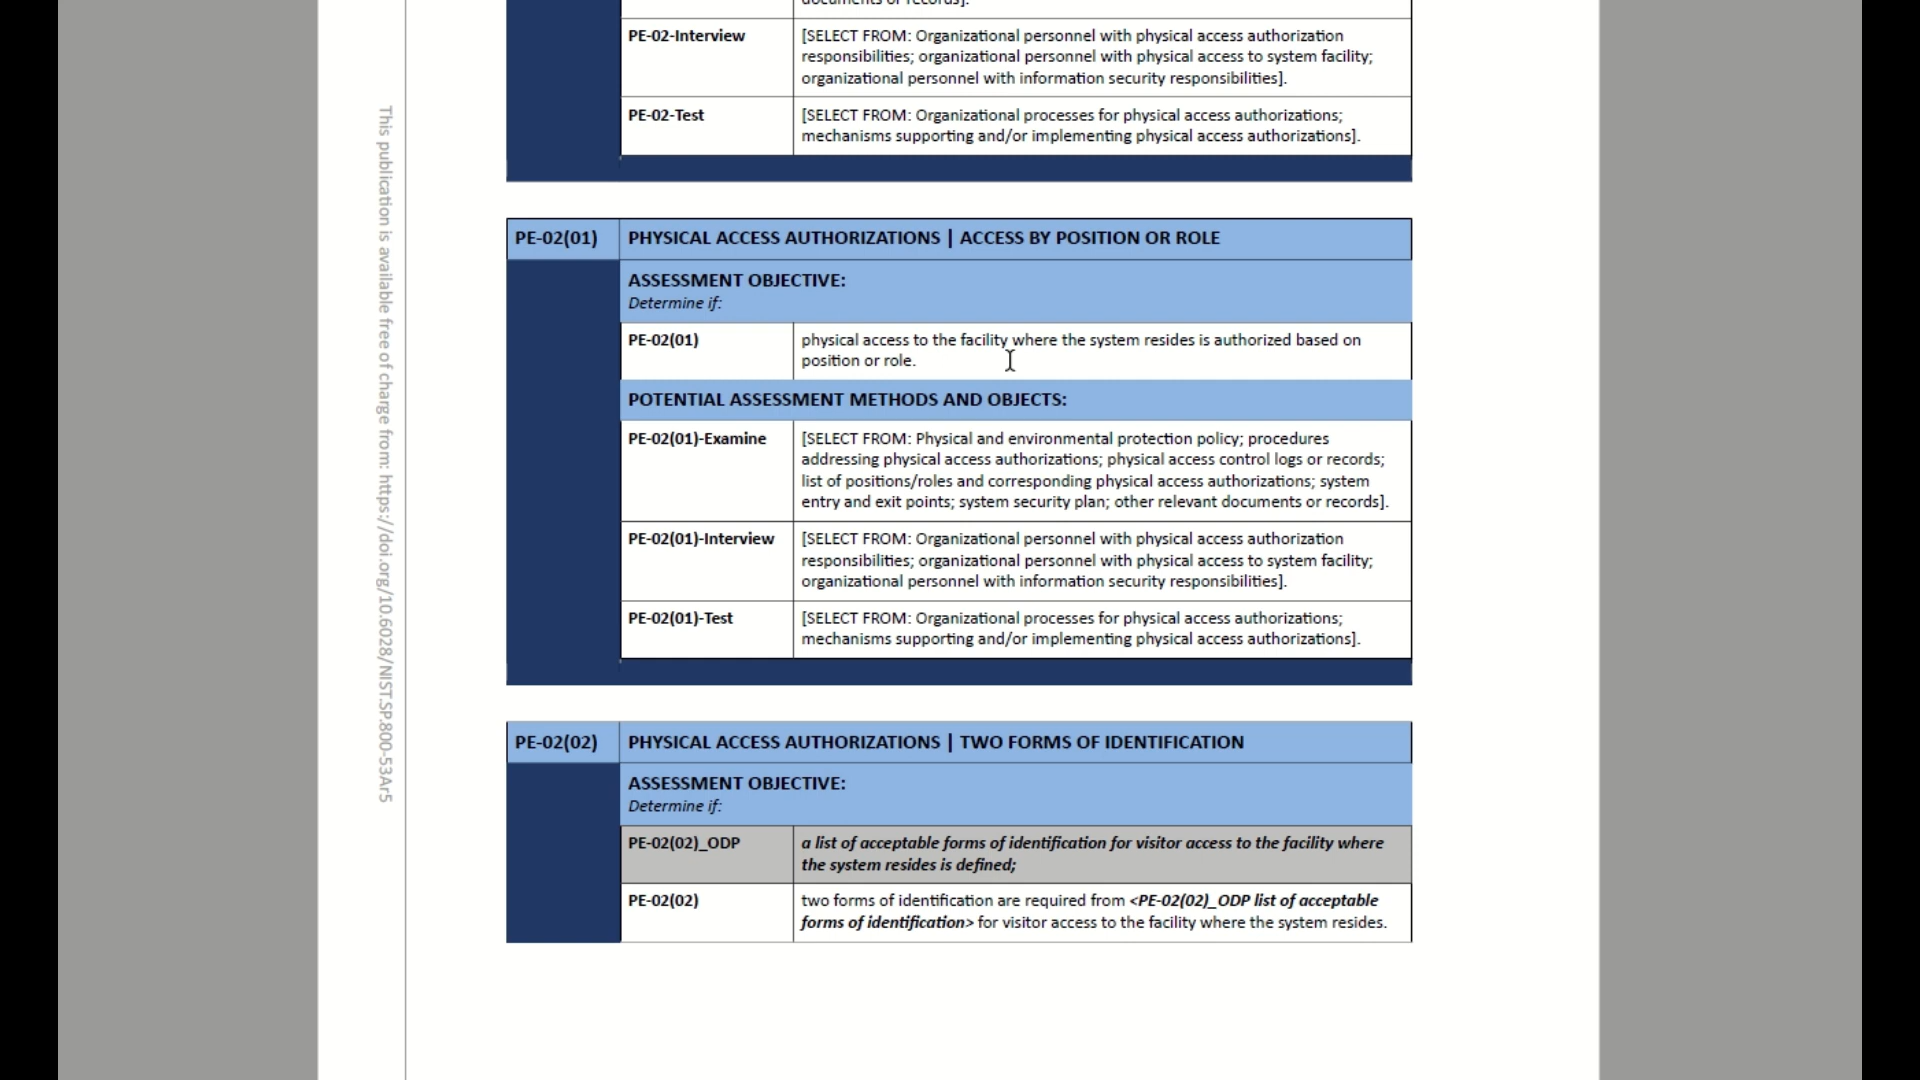 documents or records].
PE-02-Interview
[SELECT FROM: Organizational personnel with physical access authorization
responsibilities; organizational personnel with physical access to system facility;
organizational personnel with information security responsibilities].
PE-02-Test
[SELECT FROM: Organizational processes for physical access authorizations;
mechanisms supporting and/or implementing physical access authorizations].
PE-02(01)
PHYSICAL ACCESS AUTHORIZATIONS | ACCESS BY POSITION OR ROLE
ASSESSMENT OBJECTIVE:
Determine if:
PE-02(01)
physical access to the facility where the system resides is authorized based on
position or role.
POTENTIAL ASSESSMENT METHODS AND OBJECTS:
PE-02(01)-Examine
[SELECT FROM: Physical and environmental protection policy; procedures
addressing physical access authorizations; physical access control logs or records;
list of positions/roles and corresponding physical access authorizations; system
entry and exit points; system security plan; other relevant documents or records].
PE-02(01)-Interview
[SELECT FROM: Organizational personnel with physical access authorization
responsibilities; organizational personnel with physical access to system facility;
organizational personnel with information security responsibilities].
PE-02(01)-Test
[SELECT FROM: Organizational processes for physical access authorizations;
mechanisms supporting and/or implementing physical access authorizations].
PE-02(02)
PHYSICAL ACCESS AUTHORIZATIONS | TWO FORMS OF IDENTIFICATION
ASSESSMENT OBJECTIVE:
Determine if:
PE-02(02)_ODP
a list of acceptable forms of identification for visitor access to the facility where
the system resides is defined;
PE-02(02)
two forms of identification are required from <PE-02(02)_ODP list of acceptable
forms of identification> for visitor access to the facility where the system resides.
This publication is available free of charge from: https://doi.org/10.6028/NIST.SP.800-53Ar5